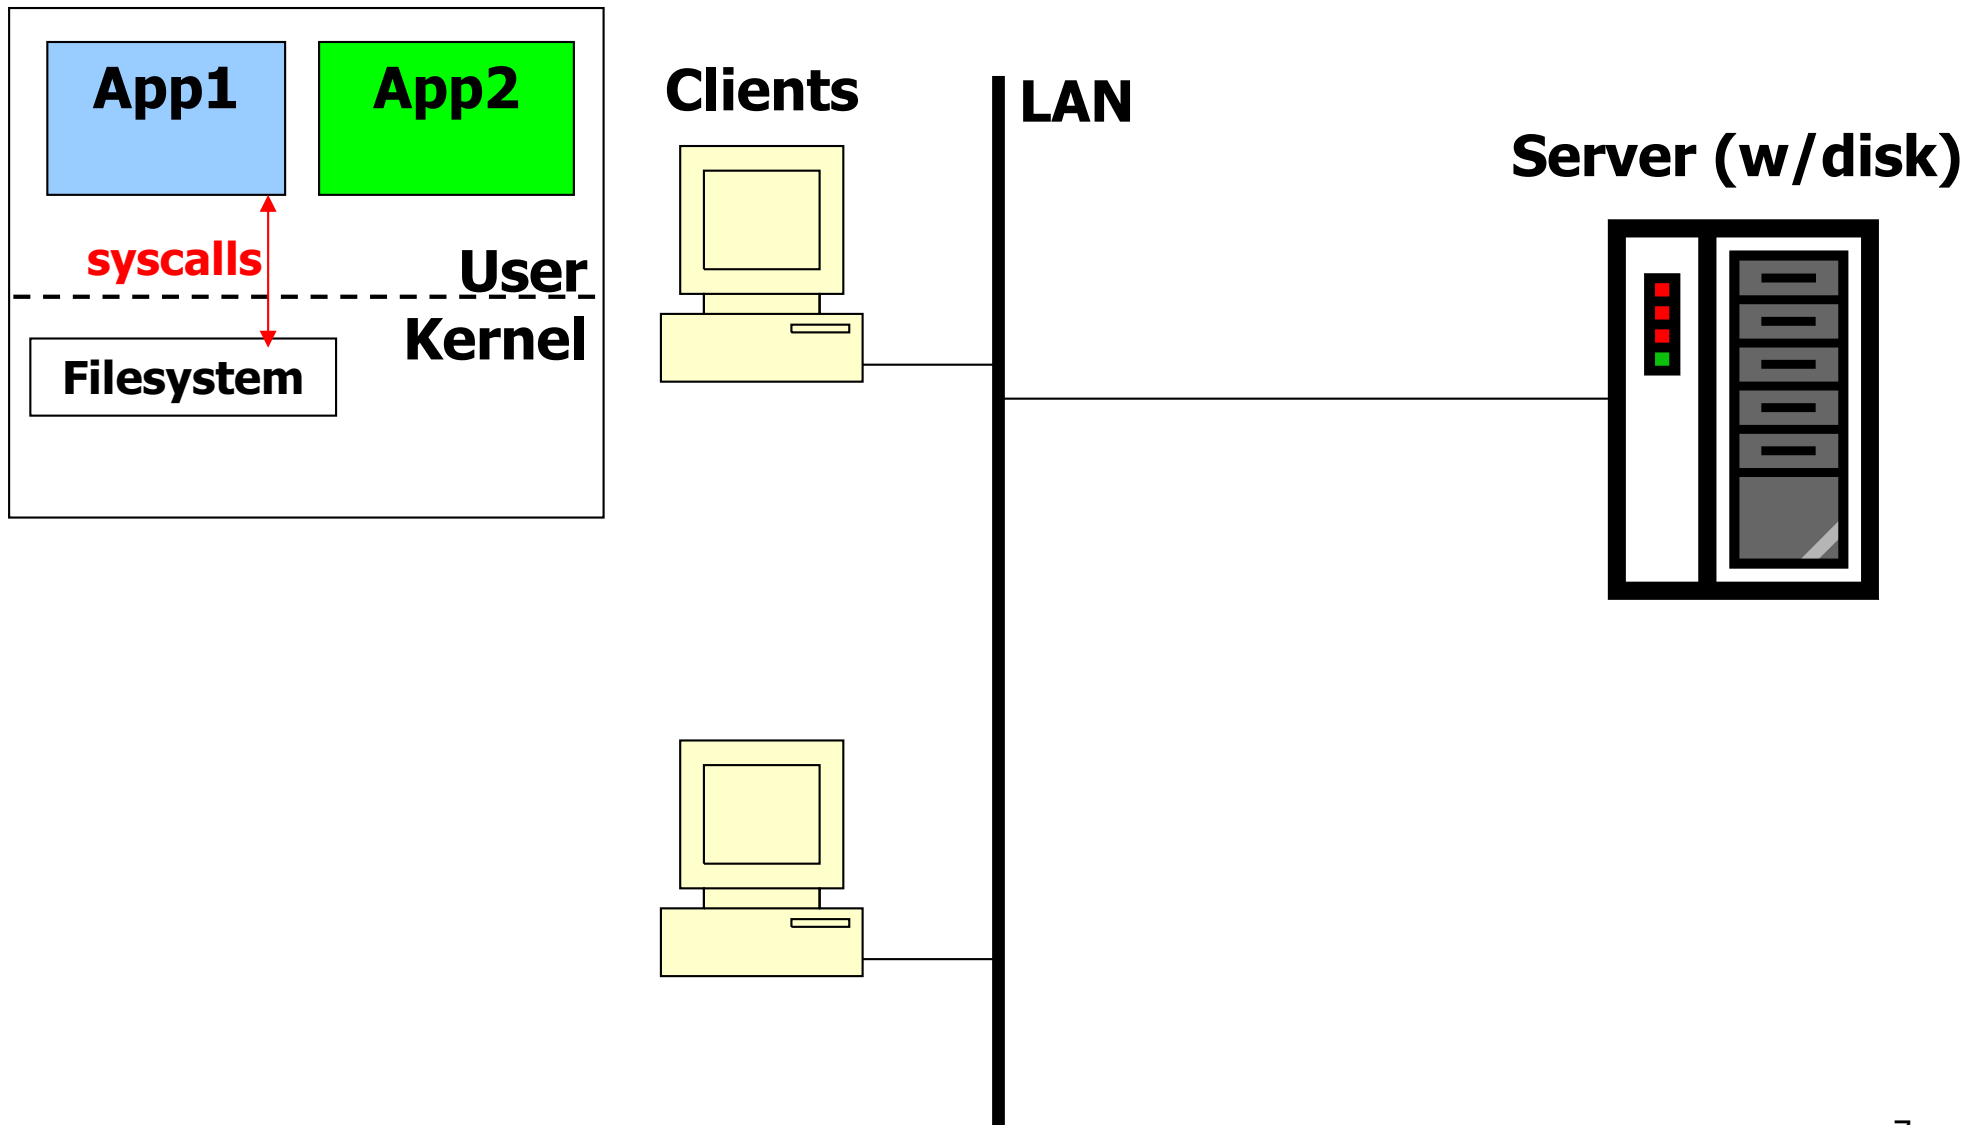 App1
App2
syscalls
User
Kernel
Filesystem
Clients
LAN
Server (w/disk)